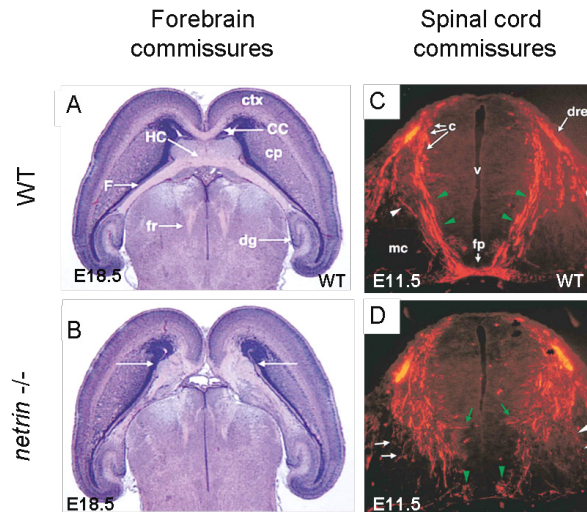 Forebrain
commissures
Spinal cord
commissures
WT
A
ctx
HC
CC
cp
F
fr
dg
E18.5
WT
C
dre
c
v
mc
fp
E11.5
WT
netrin -/-
B
E18.5
D
E11.5